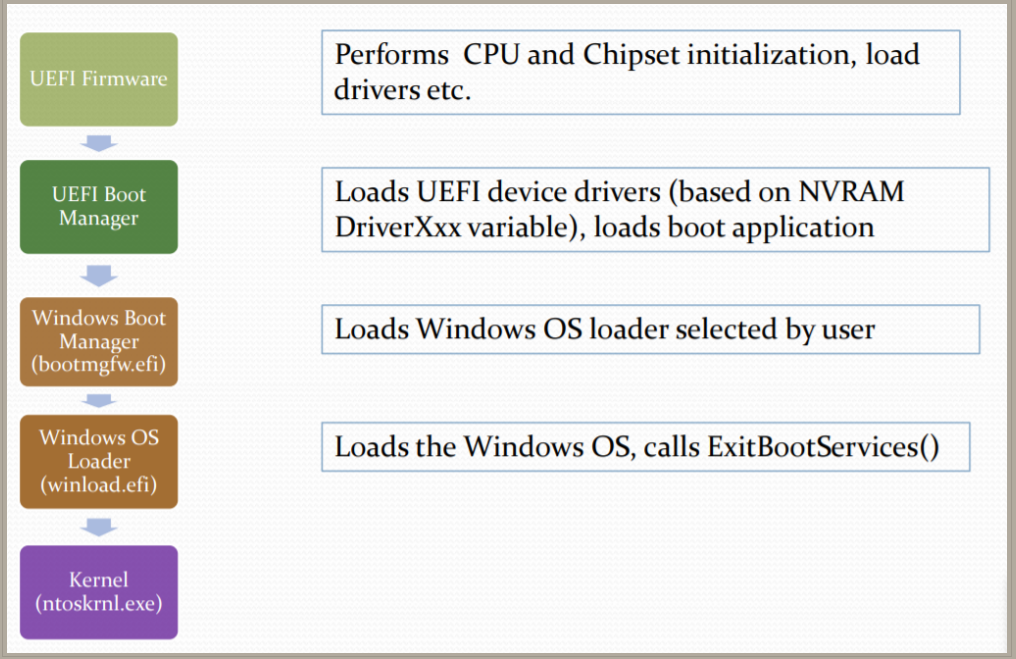 UEFI Firmware
Performs CPU and Chipset initialization, load
drivers etc.
UEFI Boot
Manager
Loads UEFI device drivers (based on NVRAM
DriverXxx variable), loads boot application
Windows Boot
Manager
(bootmgfw.efi)
Loads Windows OS loader selected by user
Windows OS
Loader
(winload.efi)
Loads the Windows OS, calls ExitBootServices()
Kernel
(ntoskrnl.exe)